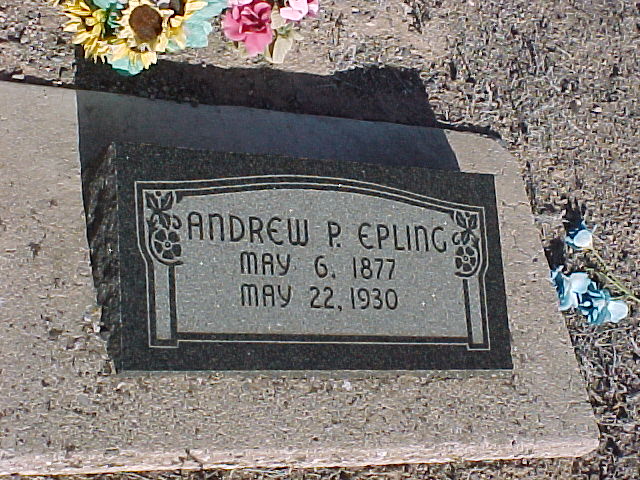 ANDREW P. EPLING
MAY 6, 1877
MAY 22, 1930